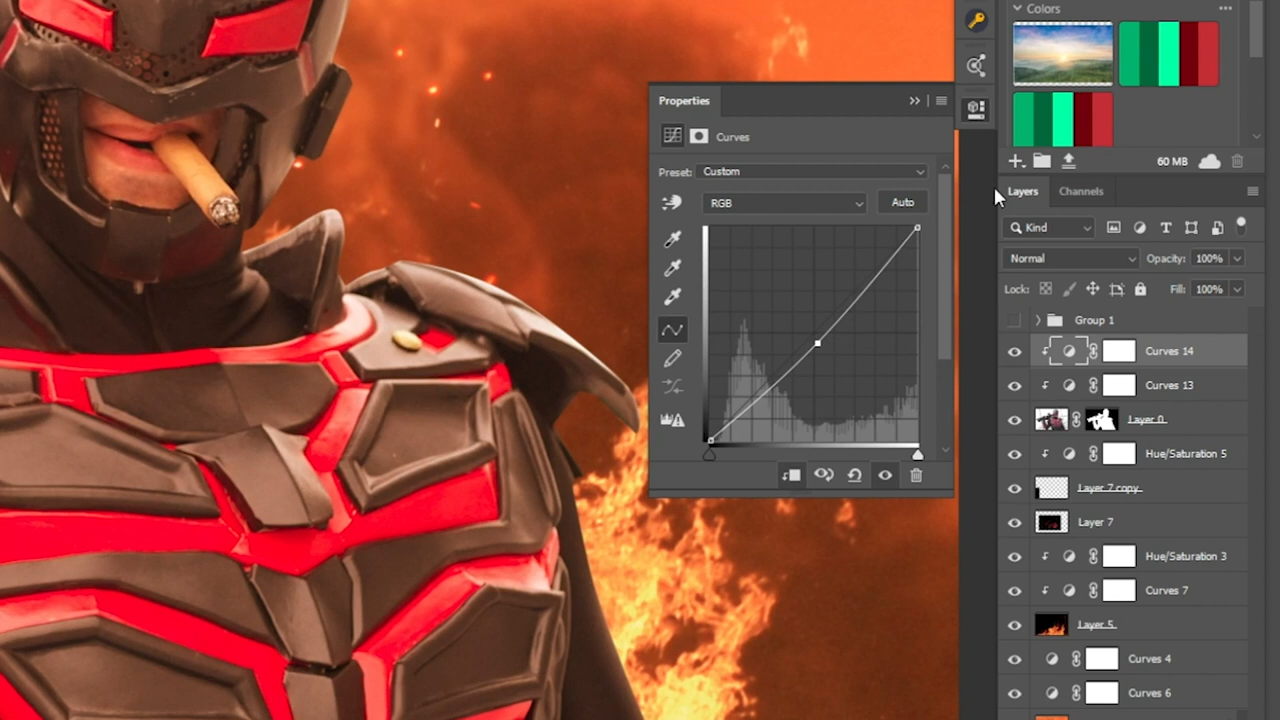 Colors
60 MB
Properties
Curves
Preset: Custom
RGB
Auto
Layers
Channels
Kind
Normal
Opacity: 100%
Lock:
Fill: 100%
Group 1
Curves 14
Curves 13
Layer 0
Hue/Saturation 5
Layer 7 copy
Layer 7
Hue/Saturation 3
Curves 7
Layer 5
Curves 4
Curves 6